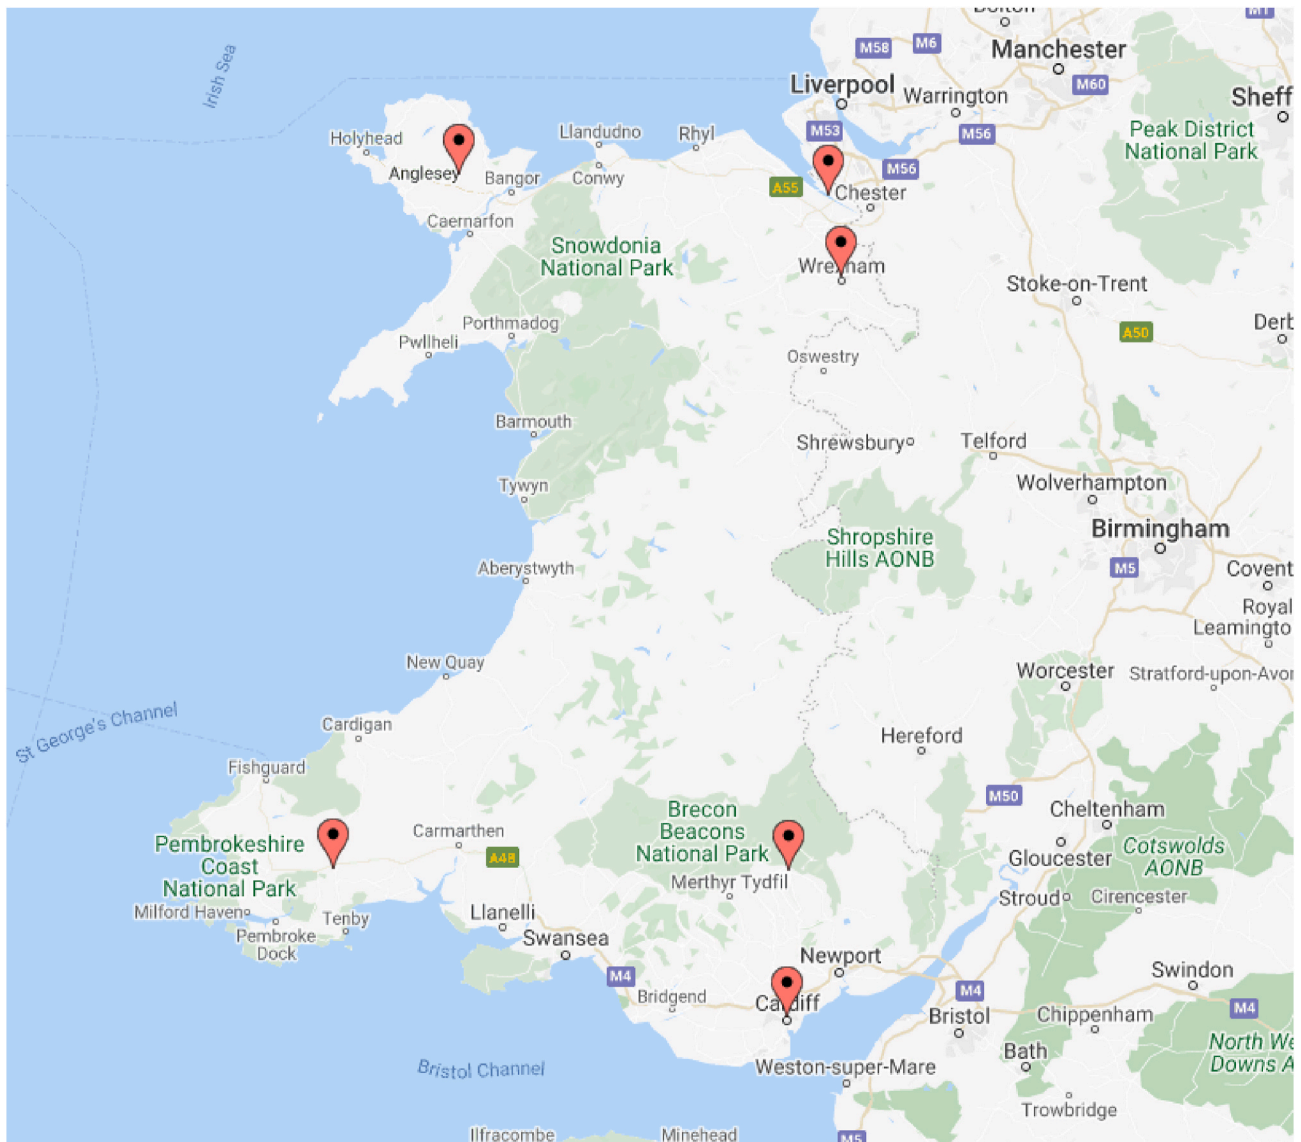 Bolton
M1
M58
M6
Manchester
Irish Sea
Liverpool
M60
Warrington
Sheff
M53
M56
Peak District
National Park
Holyhead
Llandudno
Rhyl
Anglesey
Bangor
Conwy
A55
M56
Chester
Caernarfon
Snowdonia
National Park
Wrexham
Stoke-on-Trent
Porthmadog
Pwllheli
A50
Derb
Oswestry
Barmouth
Shrewsbury
Telford
Tywyn
Wolverhampton
Birmingham
Shropshire
Hills AONB
Aberystwyth
M5
Covent
Royal
Leamingto
New Quay
Worcester
Stratford-upon-Avon
St George's Channel
Cardigan
Hereford
Fishguard
M50
Brecon
Beacons
National Park
Cheltenham
Pembrokeshire
Coast
National Park
Carmarthen
A48
Gloucester
Cotswolds
AONB
Merthyr Tydfil
Stroud
Cirencester
Milford Haven
Tenby
Llanelli
Pembroke
Dock
Swansea
Newport
M4
Swindon
Bridgend
Cardiff
M4
Bristol
Chippenham
M4
Bath
North We
Downs A
Bristol Channel
Weston-super-Mare
Trowbridge
Ilfracombe
Minehead
M5